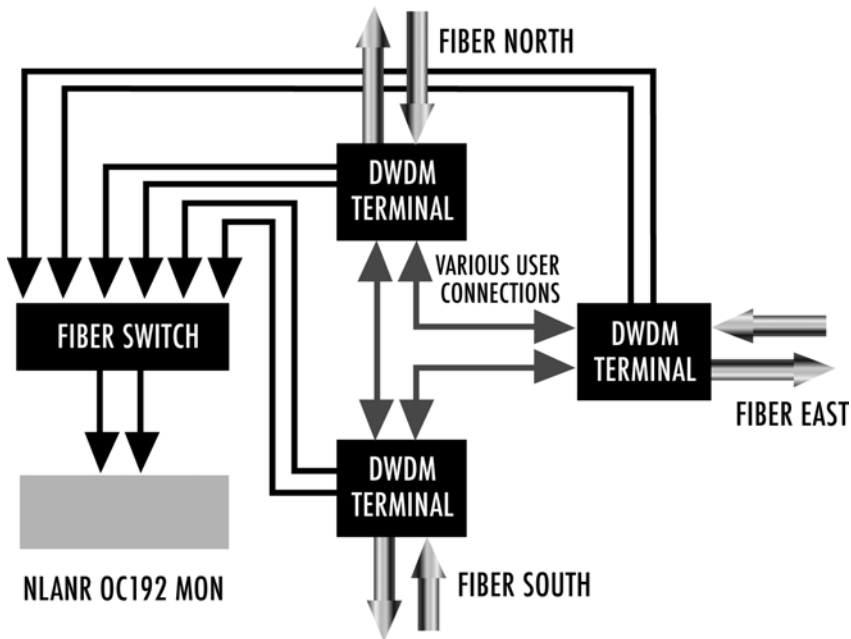 FIBER NORTH
DWDM
TERMINAL
VARIOUS USER
CONNECTIONS
FIBER SWITCH
DWDM
TERMINAL
FIBER EAST
DWDM
TERMINAL
NLANR OC192 MON
FIBER SOUTH